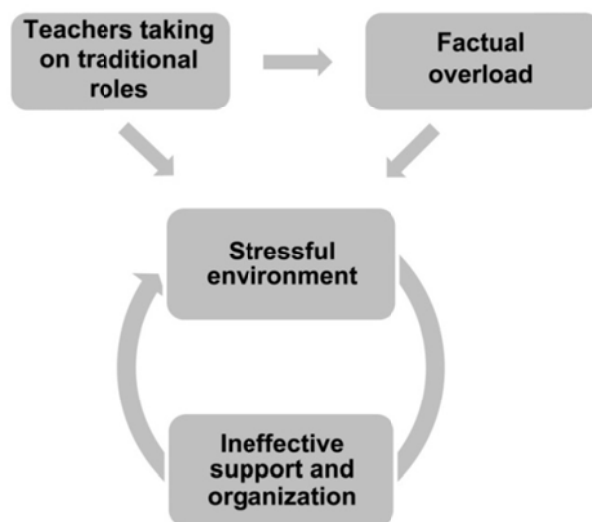 Teachers taking
on traditional
roles
Factual
overload
Stressful
environment
Ineffective
support and
organization